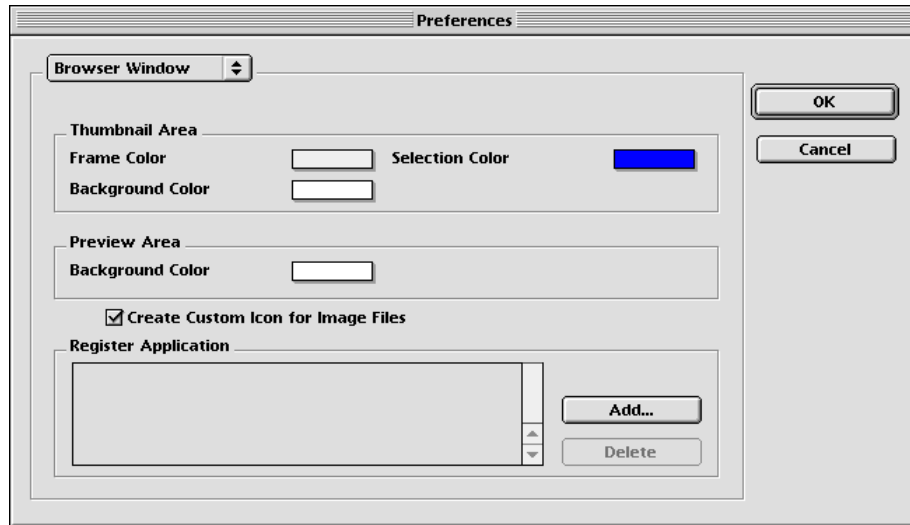 Preferences
Browser Window
OK
Cancel
Thumbnail Area
Frame Color
Selection Color
Background Color
Preview Area
Background Color
Create Custom Icon for Image Files
Register Application
Add...
Delete